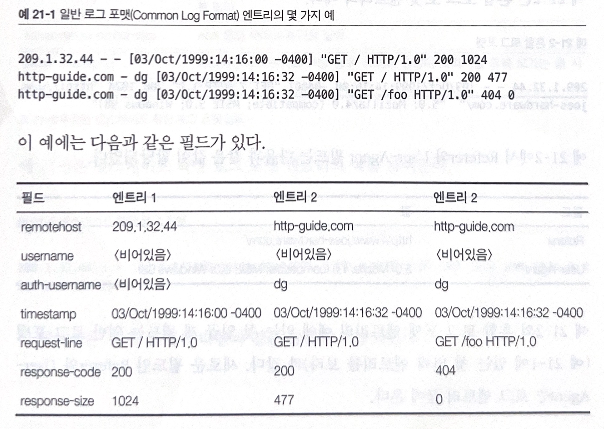 예 21-1 일반 로그 포맷(Common Log Format) 엔트리의 몇 가지 예
209.1.32.44 - - [03/Oct/1999:14:16:00 -0400] "GET / HTTP/1.0" 200 1024
http-guide.com - dg [03/Oct/1999:14:16:32 -0400] "GET / HTTP/1.0" 200 477
http-guide.com - dg [03/Oct/1999:14:16:32 -0400] "GET /foo HTTP/1.0" 404 0
이 예에는 다음과 같은 필드가 있다.
필드 엔트리 1 엔트리 2 엔트리 2
remotehost 209.1.32.44 http-guide.com http-guide.com
username 〈비어있음〉 〈비어있음〉 〈비어있음〉
auth-username 〈비어있음〉 dg dg
timestamp 03/Oct/1999:14:16:00 -0400 03/Oct/1999:14:16:32 -0400 03/Oct/1999:14:16:32 -0400
request-line GET / HTTP/1.0 GET / HTTP/1.0 GET /foo HTTP/1.0
response-code 200 200 404
response-size 1024 477 0